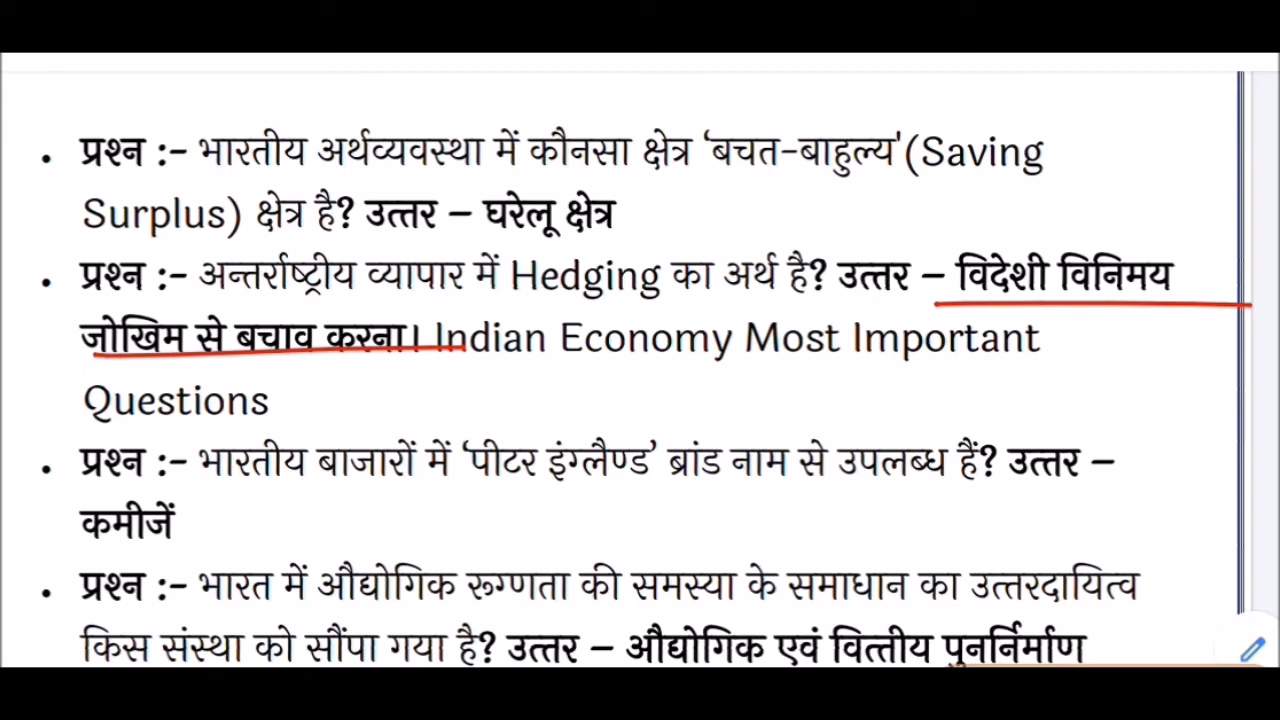 • प्रश्न :- भारतीय अर्थव्यवस्था में कौनसा क्षेत्र ‘बचत-बाहुल्य'(Saving
Surplus) क्षेत्र है? उत्तर – घरेलू क्षेत्र
• प्रश्न :- अन्तर्राष्ट्रीय व्यापार में Hedging का अर्थ है? उत्तर – विदेशी विनिमय
जोखिम से बचाव करना। Indian Economy Most Important
Questions
• प्रश्न :- भारतीय बाजारों में ‘पीटर इंग्लैण्ड’ ब्रांड नाम से उपलब्ध हैं? उत्तर –
कमीजें
• प्रश्न :- भारत में औद्योगिक रूग्णता की समस्या के समाधान का उत्तरदायित्व
किस संस्था को सौंपा गया है? उत्तर – औद्योगिक एवं वित्तीय पुनर्निर्माण